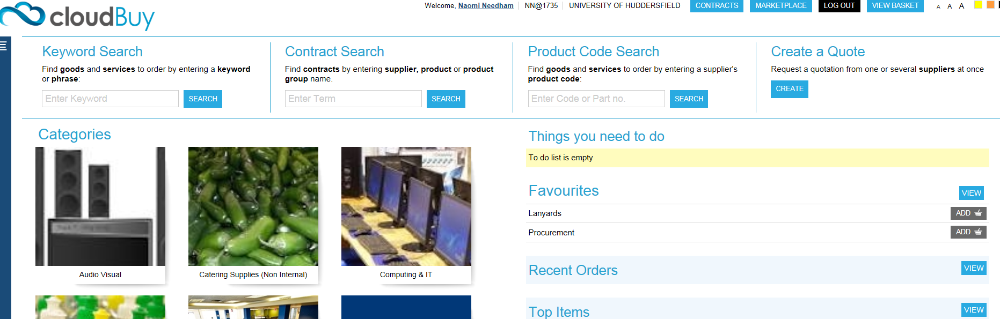 cloudBuy
Welcome, Naomi Needham NN@1735 UNIVERSITY OF HUDDERSFIELD CONTRACTS MARKETPLACE LOG OUT VIEW BASKET A A A
Keyword Search
Find goods and services to order by entering a keyword
or phrase:
Enter Keyword SEARCH
Contract Search
Find contracts by entering supplier, product or product
group name.
Enter Term SEARCH
Product Code Search
Find goods and services to order by entering a supplier's
product code:
Enter Code or Part no. SEARCH
Create a Quote
Request a quotation from one or several suppliers at once
CREATE
Categories
Audio Visual
Catering Supplies (Non Internal)
Computing & IT
Things you need to do
To do list is empty
Favourites VIEW
Lanyards ADD
Procurement ADD
Recent Orders VIEW
Top Items VIEW